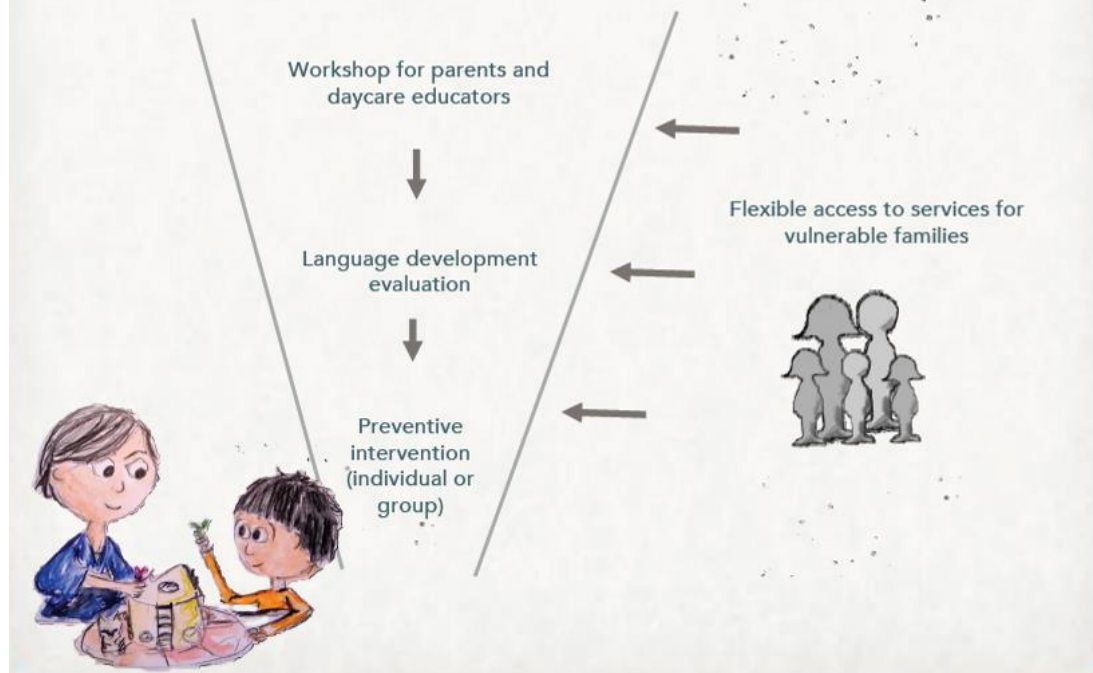 Workshop for parents and
daycare educators
Flexible access to services for
vulnerable families
Language development
evaluation
Preventive
intervention
(individual or
group)